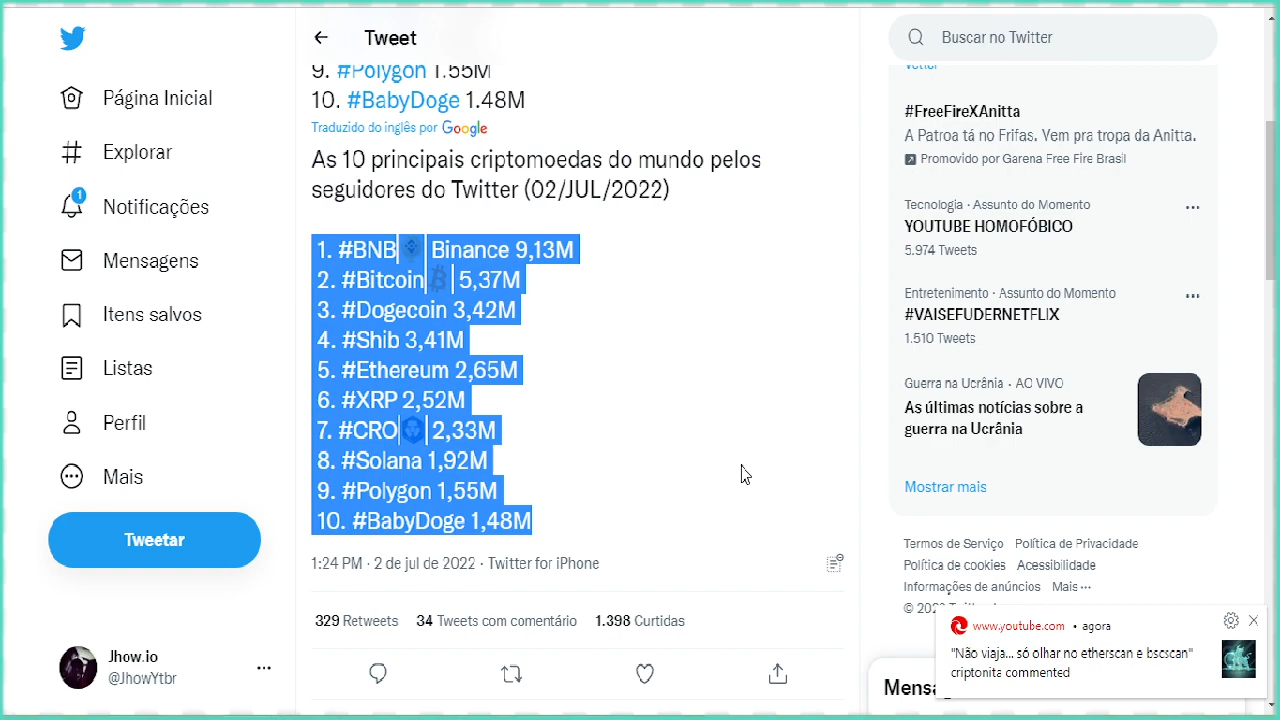 Página Inicial
Explorar
1
Notificações
Mensagens
Itens salvos
Listas
Perfil
Mais
Tweetar
Jhow.io
@JhowYtbr
Tweet
9. #Polygon 1.55M
10. #BabyDoge 1.48M
Traduzido do inglês por Google
As 10 principais criptomoedas do mundo pelos
seguidores do Twitter (02/JUL/2022)
1. #BNB Binance 9,13M
2. #Bitcoin 5,37M
3. #Dogecoin 3,42M
4. #Shib 3,41M
5. #Ethereum 2,65M
6. #XRP 2,52M
7. #CRO 2,33M
8. #Solana 1,92M
9. #Polygon 1,55M
10. #BabyDoge 1,48M
1:24 PM · 2 de jul de 2022 · Twitter for iPhone
329 Retweets 34 Tweets com comentário 1.398 Curtidas
Buscar no Twitter
#FreeFireXAnitta
A Patroa tá no Frifas. Vem pra tropa da Anitta.
Promovido por Garena Free Fire Brasil
Tecnologia · Assunto do Momento
YOUTUBE HOMOFÓBICO
5.974 Tweets
Entretenimento · Assunto do Momento
#VAISEFUDERNETFLIX
1.510 Tweets
Guerra na Ucrânia · AO VIVO
As últimas notícias sobre a
guerra na Ucrânia
Mostrar mais
Termos de Serviço Política de Privacidade
Política de cookies Acessibilidade
Informações de anúncios Mais ···
www.youtube.com • agora
"Não viaja... só olhar no etherscan e bscscan"
criptonita commented